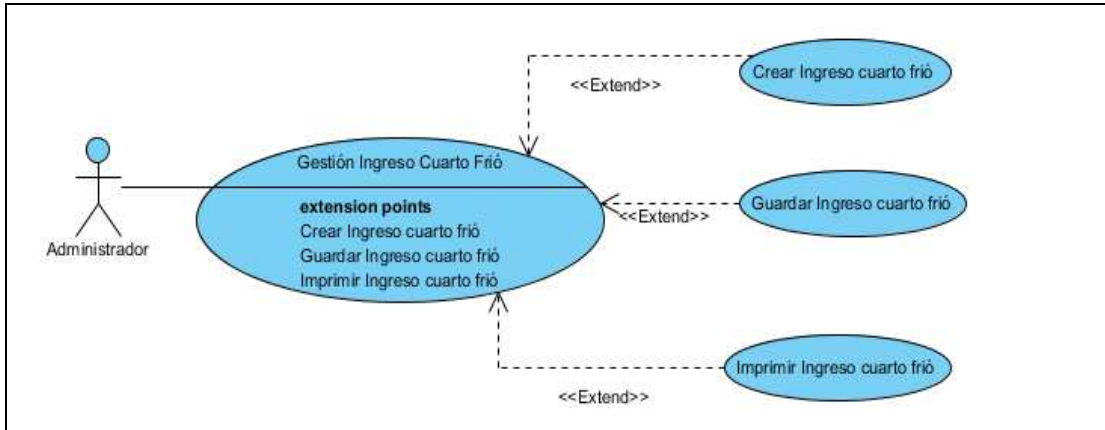 Crear Ingreso cuarto frió
<<Extend>>
Gestión Ingreso Cuarto Frió
extension points
Crear Ingreso cuarto frió
Guardar Ingreso cuarto frió
Imprimir Ingreso cuarto frió
<<Extend>>
Guardar Ingreso cuarto frió
Administrador
Imprimir Ingreso cuarto frió
<<Extend>>